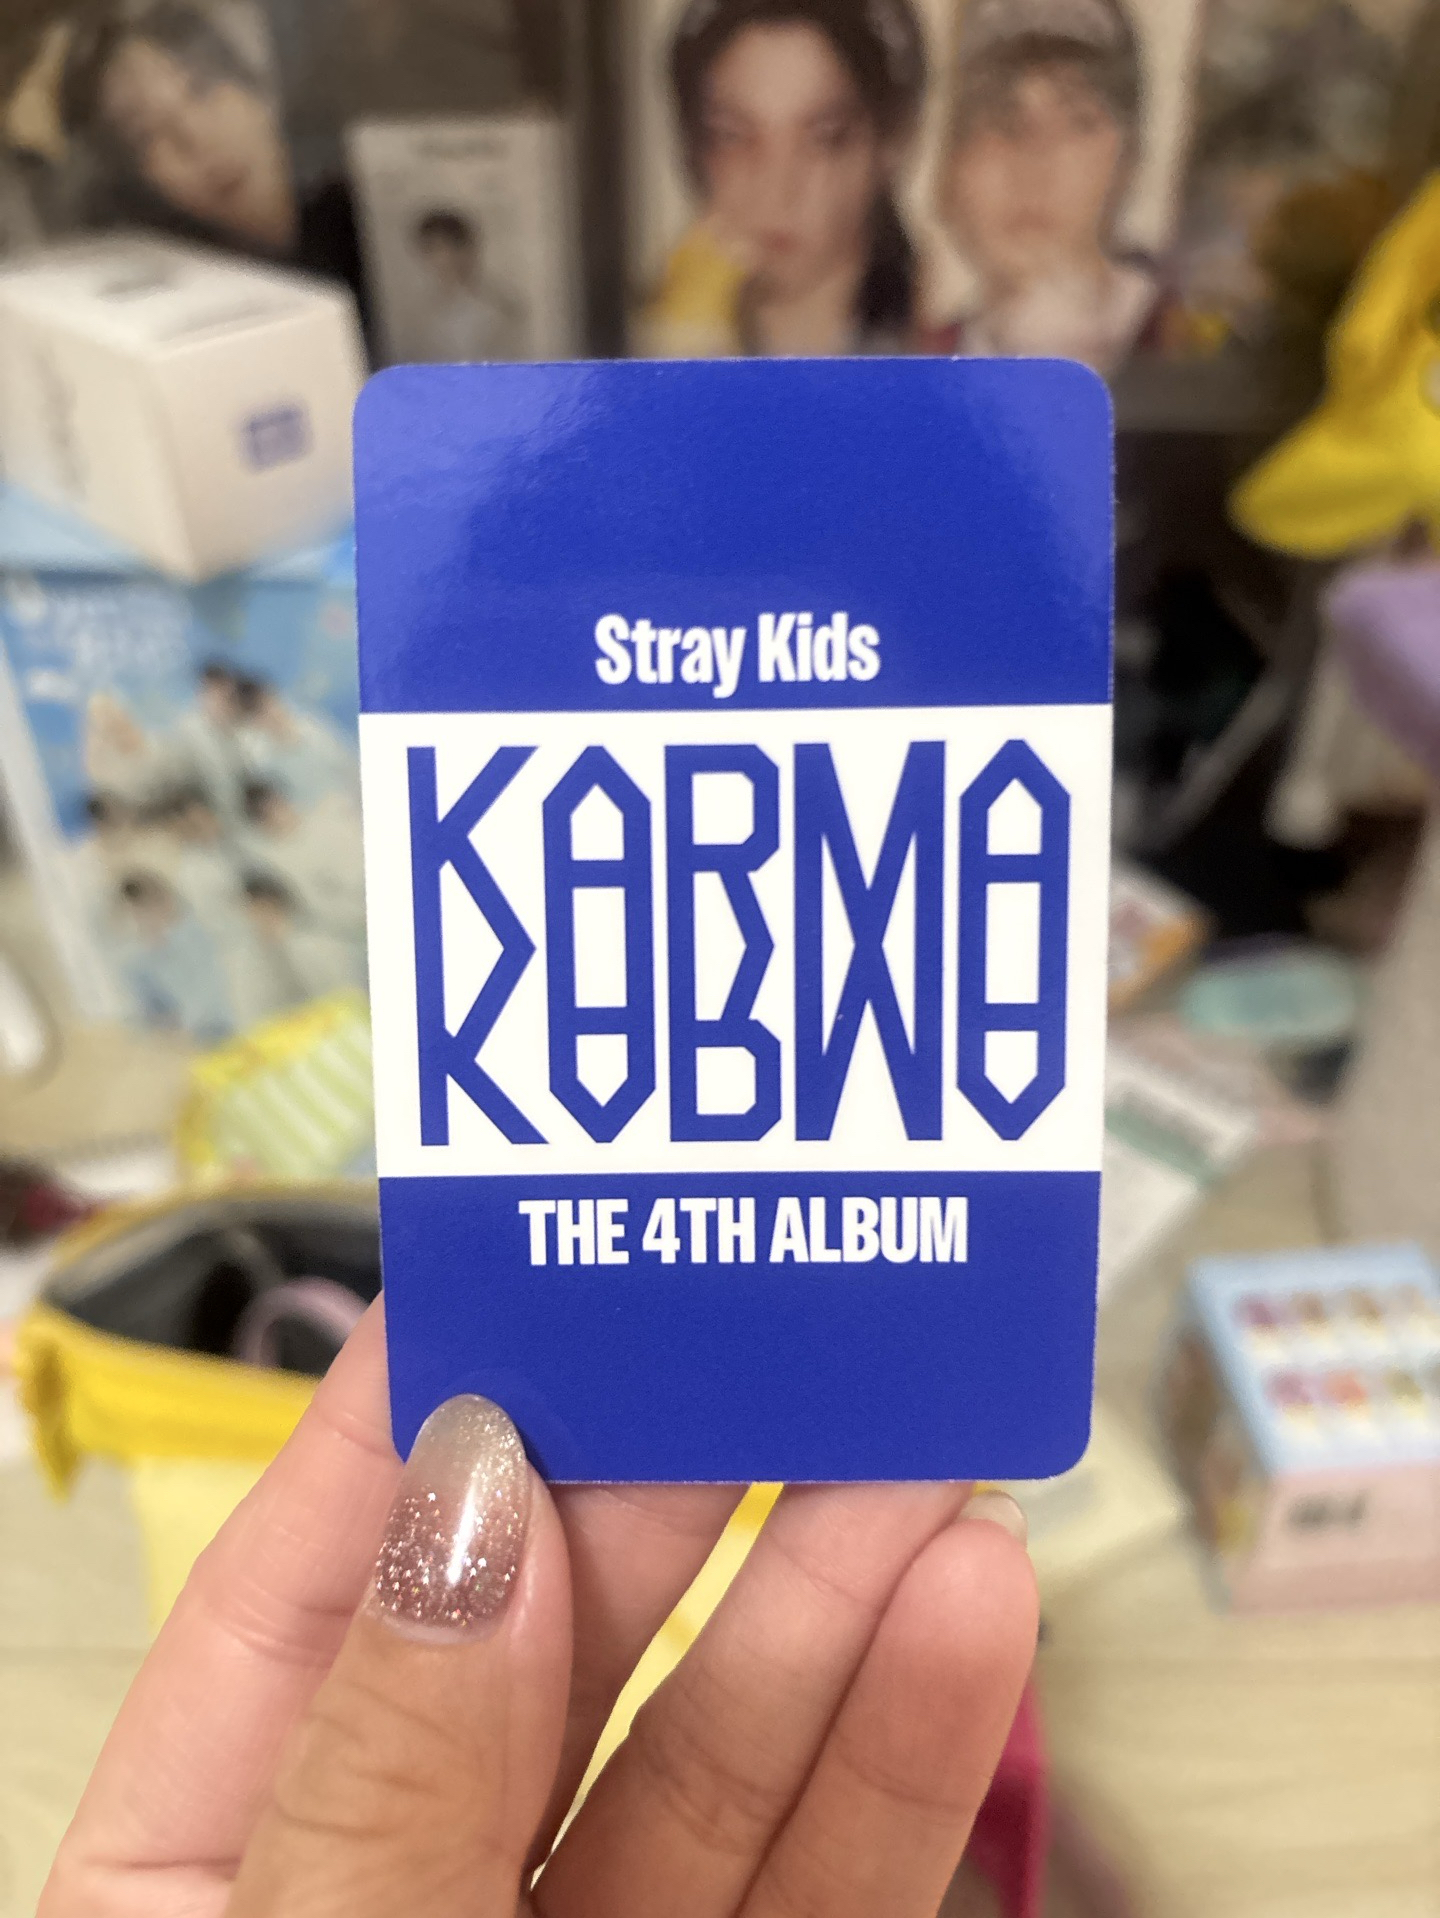 Stray Kids
KARMA
THE 4TH ALBUM